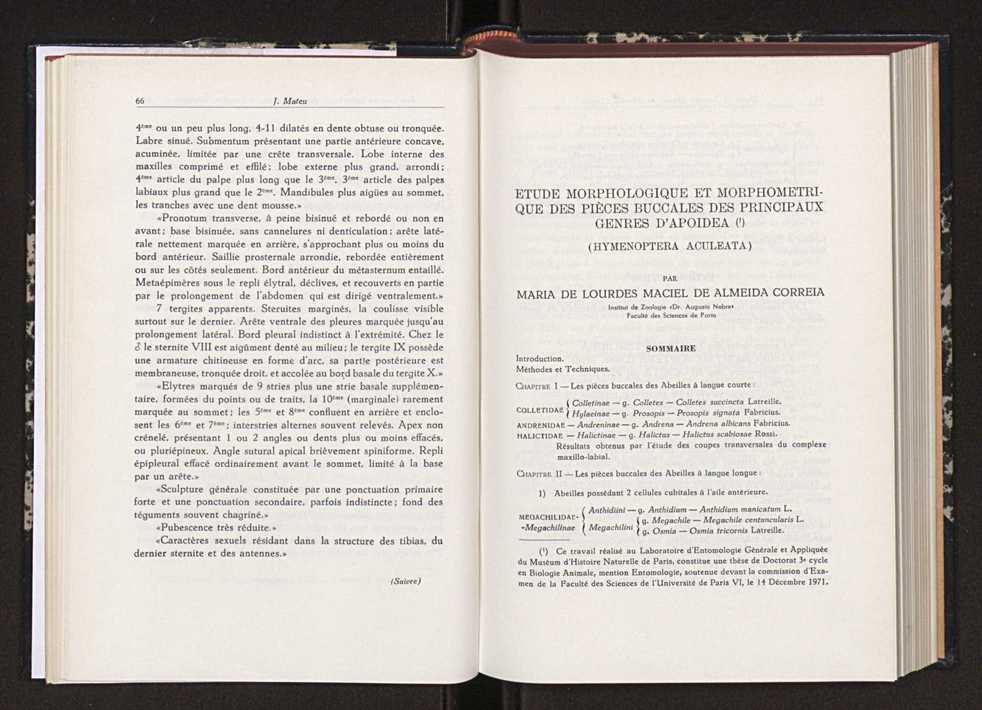 66 J. Mateu
4ème ou un peu plus long, 4-11 dilatés en dente obtuse ou tronquée.
Labre sinué. Submentum présentant une partie antérieure concave,
acuminée, limitée par une crête transversale. Lobe interne des
maxilles comprimé et effilé; lobe externe plus grand, arrondi;
4ème article du palpe plus long que le 3ème. 3ème article des palpes
labiaux plus grand que le 2ème. Mandibules plus aigües au sommet,
les tranches avec une dent mousse.»
«Pronotum transverse, à peine bisinué et rebordé ou non en
avant; base bisinuée, sans cannelures ni denticulation; arête laté-
rale nettement marquée en arrière, s'approchant plus ou moins du
bord antérieur. Saillie prosternale arrondie, rebordée entièrement
ou sur les côtés seulement. Bord antérieur du métasternum entaillé.
Metaépimères sous le repli élytral, déclives, et recouverts en partie
par le prolongement de l'abdomen qui est dirigé ventralement.»
7 tergites apparents. Steruites marginés, la coulisse visible
surtout sur le dernier. Arête ventrale des pleures marquée jusqu'au
prolongement latéral. Bord pleural indistinct à l'extrémité. Chez le
♂ le sternite VIII est aigûment denté au milieu; le tergite IX possède
une armature chitineuse en forme d'arc, sa partie postérieure est
membraneuse, tronquée droit, et accolée au bord basale du tergite X.»
«Elytres marqués de 9 stries plus une strie basale supplémen-
taire, formées du points ou de traits, la 10ème (marginale) rarement
marquée au sommet; les 5ème et 8ème confluent en arrière et enclo-
sent les 6ème et 7ème; interstries alternes souvent relevés. Apex non
crénelé, présentant 1 ou 2 angles ou dents plus ou moins effacés,
ou pluriépineux. Angle sutural apical brièvement spiniforme. Repli
épipleural effacé ordinairement avant le sommet, limité à la base
par un arête.»
«Sculpture générale constituée par une ponctuation primaire
forte et une ponctuation secondaire, parfois indistincte; fond des
téguments souvent chagriné.»
«Pubescence très réduite.»
«Caractères sexuels résidant dans la structure des tibias, du
dernier sternite et des antennes.»
(Suivre)
ETUDE MORPHOLOGIQUE ET MORPHOMETRI-
QUE DES PIÈCES BUCCALES DES PRINCIPAUX
GENRES D'APOIDEA (¹)
(HYMENOPTERA ACULEATA)
PAR
MARIA DE LOURDES MACIEL DE ALMEIDA CORREIA
Institut de Zoologie «Dr. Augusto Nobre»
Faculté des Sciences de Porto
SOMMAIRE
Introduction.
Méthodes et Techniques.
CHAPITRE I — Les pièces buccales des Abeilles à langue courte:
COLLETIDAE { Colletinae — g. Colletes — Colletes succincta Latreille.
Hylaeinae — g. Prosopis — Prosopis signata Fabricius.
ANDRENIDAE — Andreninae — g. Andrena — Andrena albicans Fabricius.
HALICTIDAE — Halictinae — g. Halictus — Halictus scabiosae Rossi.
Résultats obtenus par l'étude des coupes transversales du complexe
maxillo-labial.
CHAPITRE II — Les pièces buccales des Abeilles à langue longue:
1) Abeilles possédant 2 cellules cubitales à l'aile antérieure.
MEGACHILIDAE- { Anthidiini — g. Anthidium — Anthidium manicatum L.
-Megachilinae { Megachilini { g. Megachile — Megachile centuncularis L.
g. Osmia — Osmia tricornis Latreille.
(¹) Ce travail réalisé au Laboratoire d'Entomologie Générale et Appliquée
du Muséum d'Histoire Naturelle de Paris, constitue une thèse de Doctorat 3e cycle
en Biologie Animale, mention Entomologie, soutenue devant la commission d'Exa-
men de la Faculté des Sciences de l'Université de Paris VI, le 14 Décembre 1971.